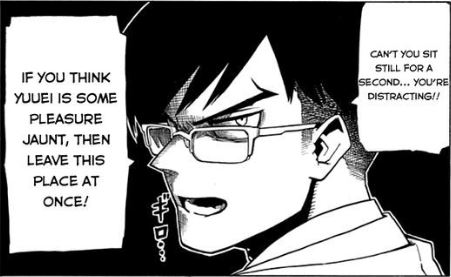 CAN'T YOU SIT
STILL FOR A
SECOND... YOU'RE
DISTRACTING!!
IF YOU THINK
YUUEI IS SOME
PLEASURE
JAUNT, THEN
LEAVE THIS
PLACE AT
ONCE!
ギロ…